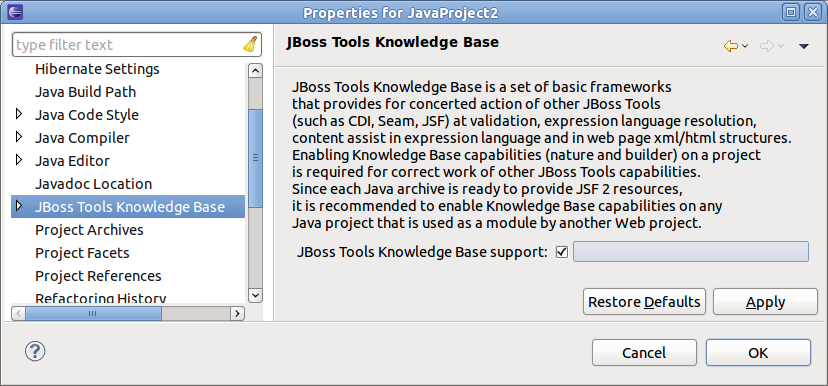 Properties for JavaProject2
type filter text
Hibernate Settings
Java Build Path
Java Code Style
Java Compiler
Java Editor
Javadoc Location
JBoss Tools Knowledge Base
Project Archives
Project Facets
Project References
Refactoring History
JBoss Tools Knowledge Base
JBoss Tools Knowledge Base is a set of basic frameworks
that provides for concerted action of other JBoss Tools
(such as CDI, Seam, JSF) at validation, expression language resolution,
content assist in expression language and in web page xml/html structures.
Enabling Knowledge Base capabilities (nature and builder) on a project
is required for correct work of other JBoss Tools capabilities.
Since each Java archive is ready to provide JSF 2 resources,
it is recommended to enable Knowledge Base capabilities on any
Java project that is used as a module by another Web project.
JBoss Tools Knowledge Base support:
Restore Defaults
Apply
?
Cancel
OK